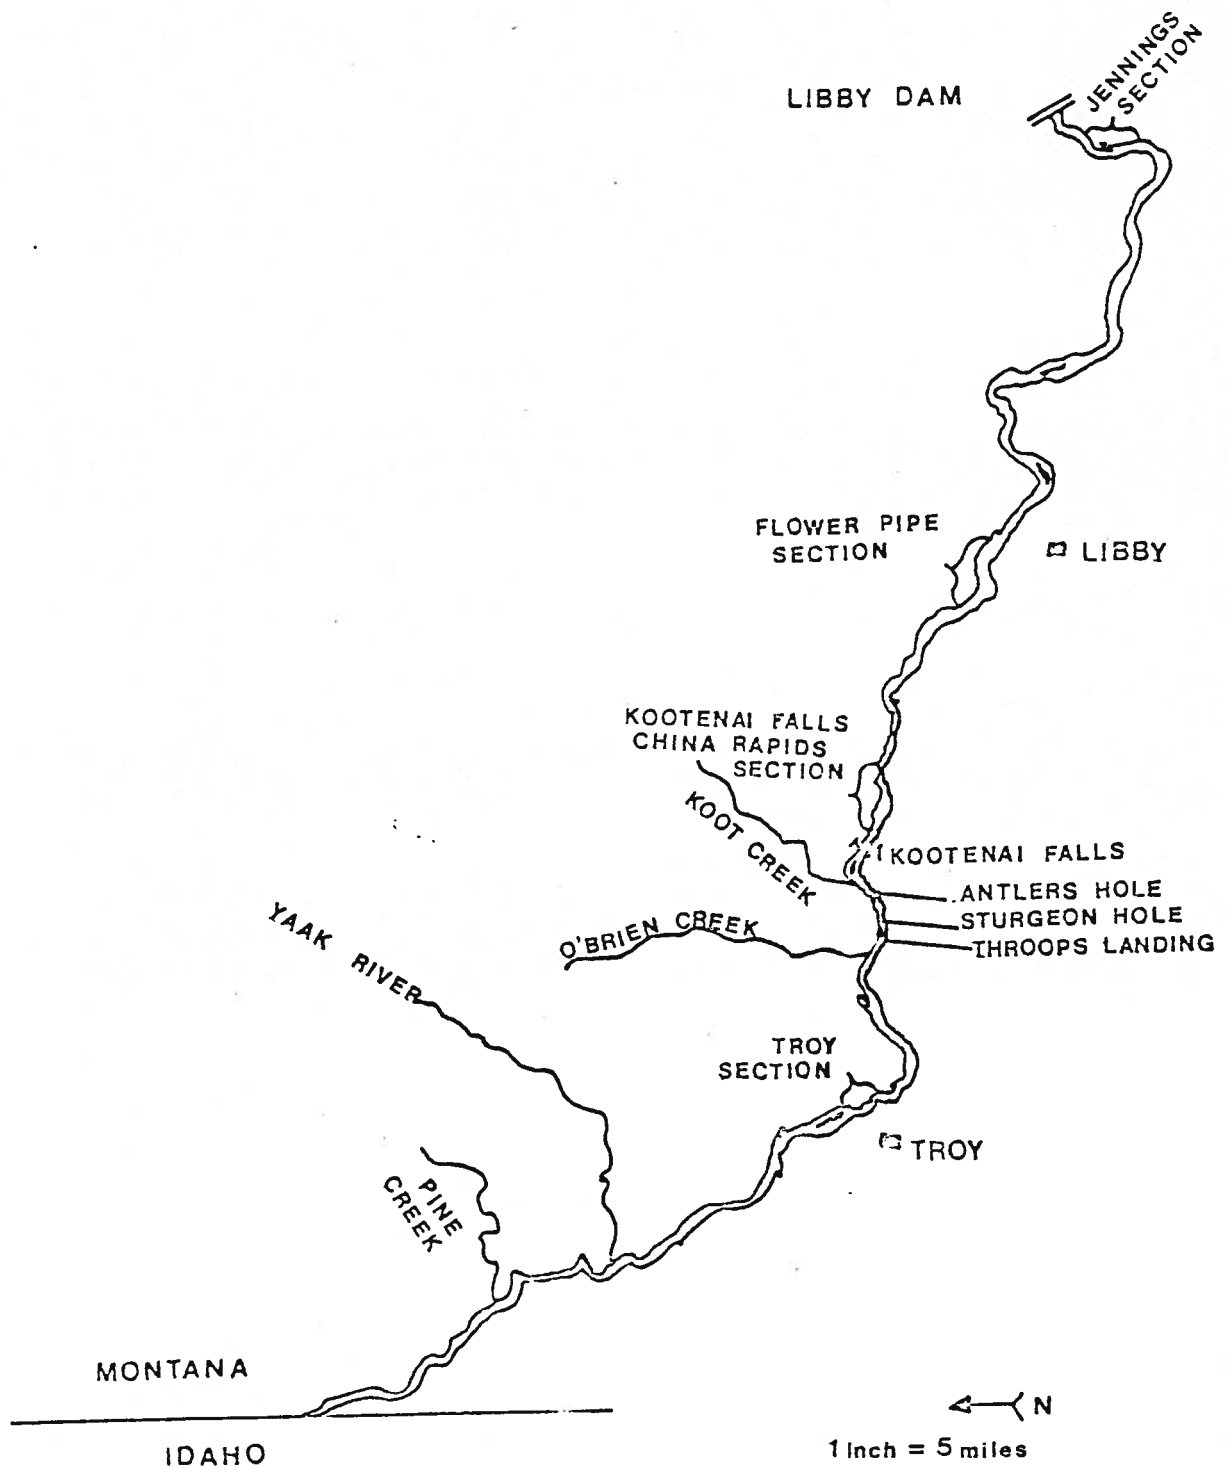 JENNINGS
SECTION
LIBBY DAM
FLOWER PIPE
SECTION
LIBBY
KOOTENAI FALLS
CHINA RAPIDS
SECTION
KOOT CREEK
KOOTENAI FALLS
ANTLERS HOLE
STURGEON HOLE
THROOPS LANDING
O'BRIEN CREEK
YAAK RIVER
TROY
SECTION
TROY
PINE
CREEK
MONTANA
IDAHO
N
1 Inch = 5 miles